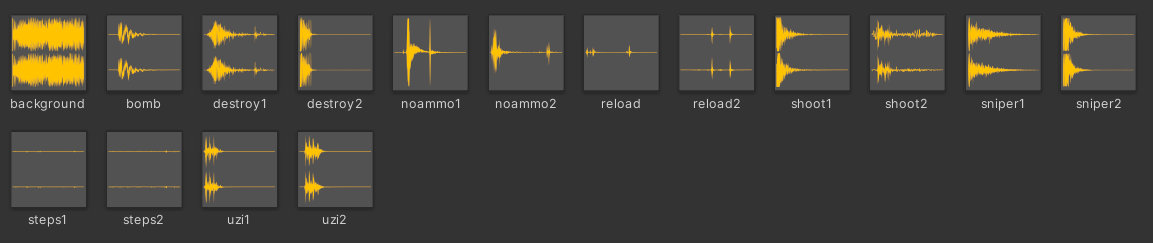 background bomb destroy1 destroy2 noammo1 noammo2 reload reload2 shoot1 shoot2 sniper1 sniper2
steps1 steps2 uzi1 uzi2